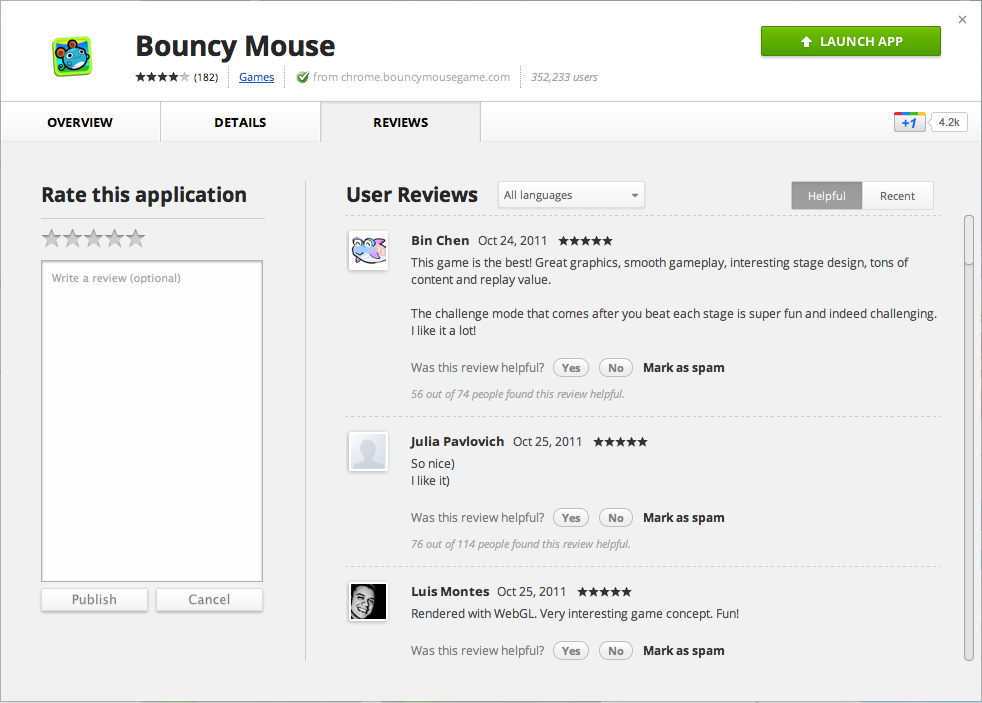 Bouncy Mouse
(182) Games from chrome.bouncymousegame.com 352,233 users
LAUNCH APP
OVERVIEW DETAILS REVIEWS
+1 4.2k
Rate this application
Write a review (optional)
Publish Cancel
User Reviews All languages Helpful Recent
Bin Chen Oct 24, 2011
This game is the best! Great graphics, smooth gameplay, interesting stage design, tons of
content and replay value.
The challenge mode that comes after you beat each stage is super fun and indeed challenging.
I like it a lot!
Was this review helpful? Yes No Mark as spam
56 out of 74 people found this review helpful.
Julia Pavlovich Oct 25, 2011
So nice)
I like it)
Was this review helpful? Yes No Mark as spam
76 out of 114 people found this review helpful.
Luis Montes Oct 25, 2011
Rendered with WebGL. Very interesting game concept. Fun!
Was this review helpful? Yes No Mark as spam